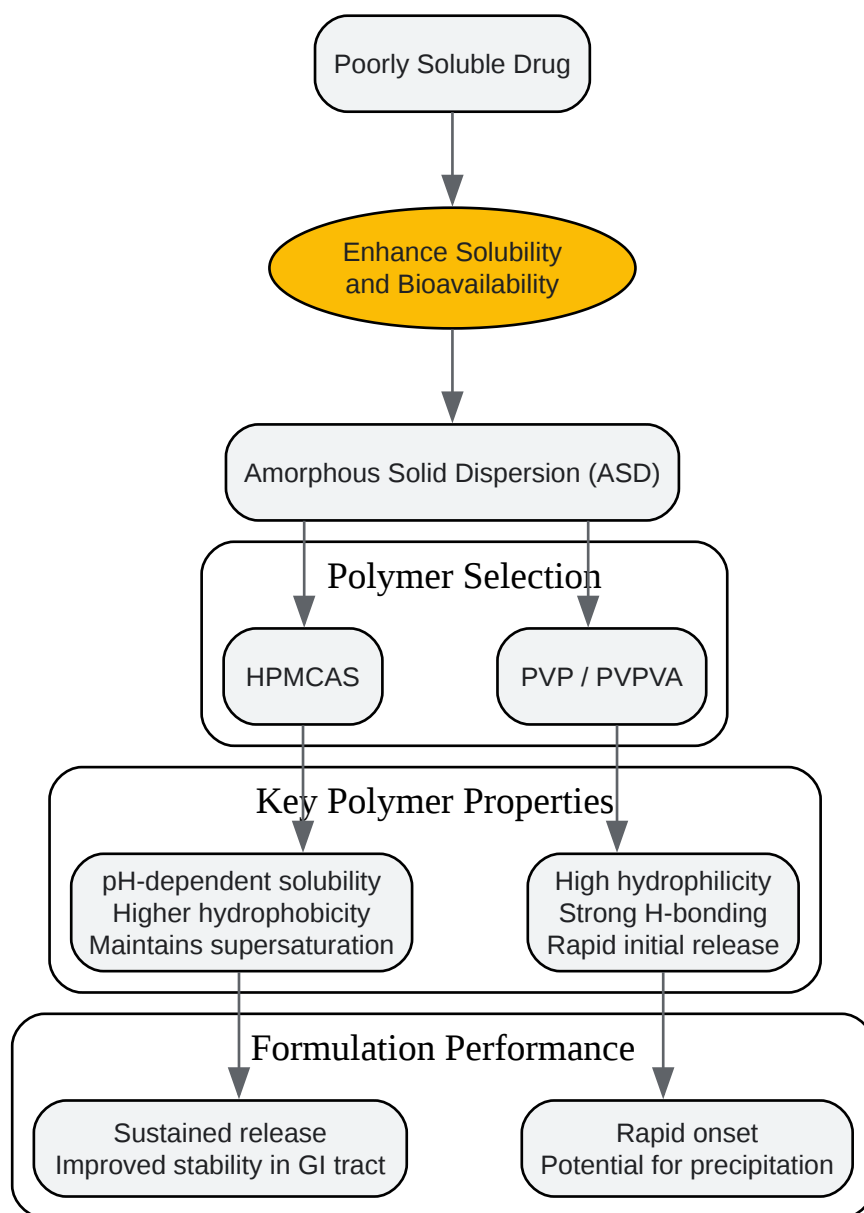 Poorly Soluble Drug
Enhance Solubility
and Bioavailability
Amorphous Solid Dispersion (ASD)
Polymer Selection
HPMCAS
PVP / PVPVA
Key Polymer Properties
pH-dependent solubility
Higher hydrophobicity
Maintains supersaturation
High hydrophilicity
Strong H-bonding
Rapid initial release
Formulation Performance
Sustained release
Improved stability in GI tract
Rapid onset
Potential for precipitation